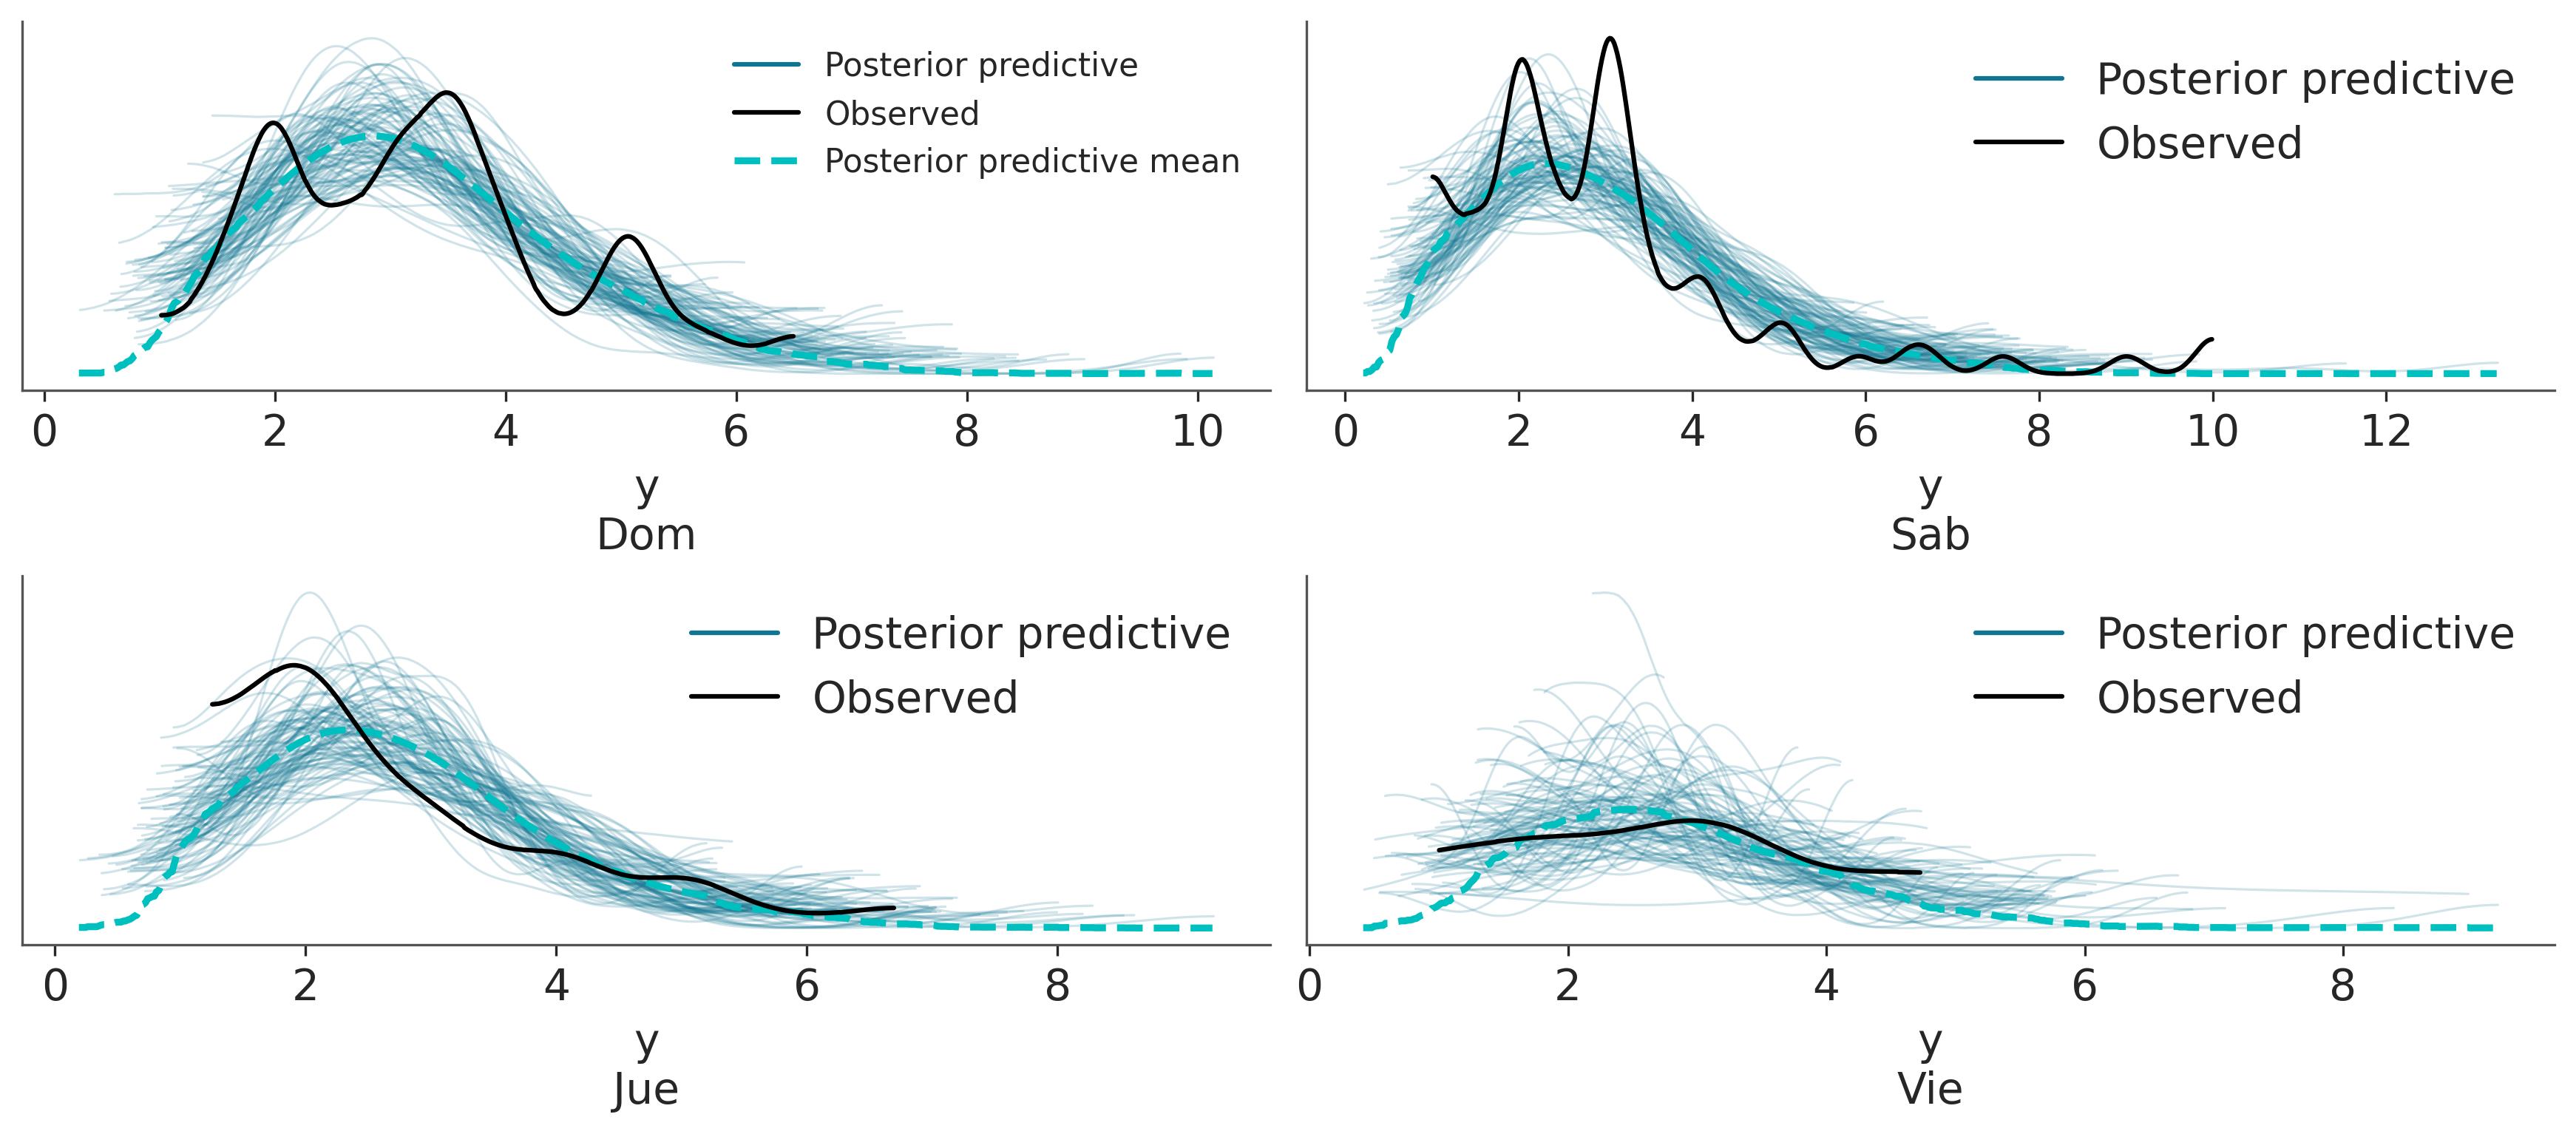 Posterior predictive
Observed
Posterior predictive mean
0 2 4 6 8 10
y
Dom
Posterior predictive
Observed
0 2 4 6 8 10 12
y
Sab
Posterior predictive
Observed
0 2 4 6 8
y
Jue
Posterior predictive
Observed
0 2 4 6 8
y
Vie